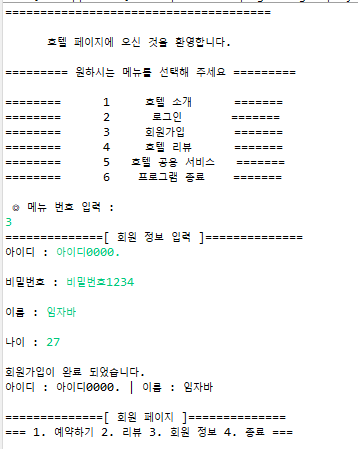 ======================================
호텔 페이지에 오신 것을 환영합니다.
========= 원하시는 메뉴를 선택해 주세요 =========
======== 1 호텔 소개 =======
======== 2 로그인 =======
======== 3 회원가입 =======
======== 4 호텔 리뷰 =======
======== 5 호텔 공용 서비스 =======
======== 6 프로그램 종료 =======
◎ 메뉴 번호 입력 :
3
==============[ 회원 정보 입력 ]==============
아이디 : 아이디0000.
비밀번호 : 비밀번호1234
이름 : 임자바
나이 : 27
회원가입이 완료 되었습니다.
아이디 : 아이디0000. | 이름 : 임자바
==============[ 회원 페이지 ]==============
=== 1. 예약하기 2. 리뷰 3. 회원 정보 4. 종료 ===